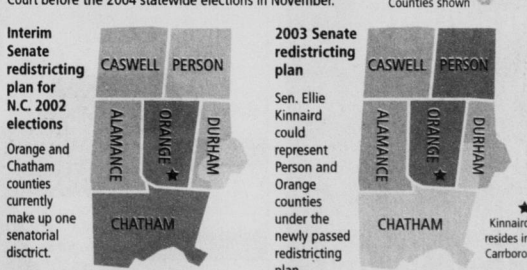 Court before the 2004 statewide elections in November.
Counties shown
Interim
Senate
redistricting
plan for
N.C. 2002
elections
Orange and
Chatham
counties
currently
make up one
senatorial
disctrict.
CASWELL
PERSON
ALAMANCE
ORANGE
DURHAM
CHATHAM
2003 Senate
redistricting
plan
Sen. Ellie
Kinnaird
could
represent
Person and
Orange
counties
under the
newly passed
redistricting
plan
CASWELL
PERSON
ALAMANCE
ORANGE
DURHAM
CHATHAM
Kinnaird
resides in
Carrboro